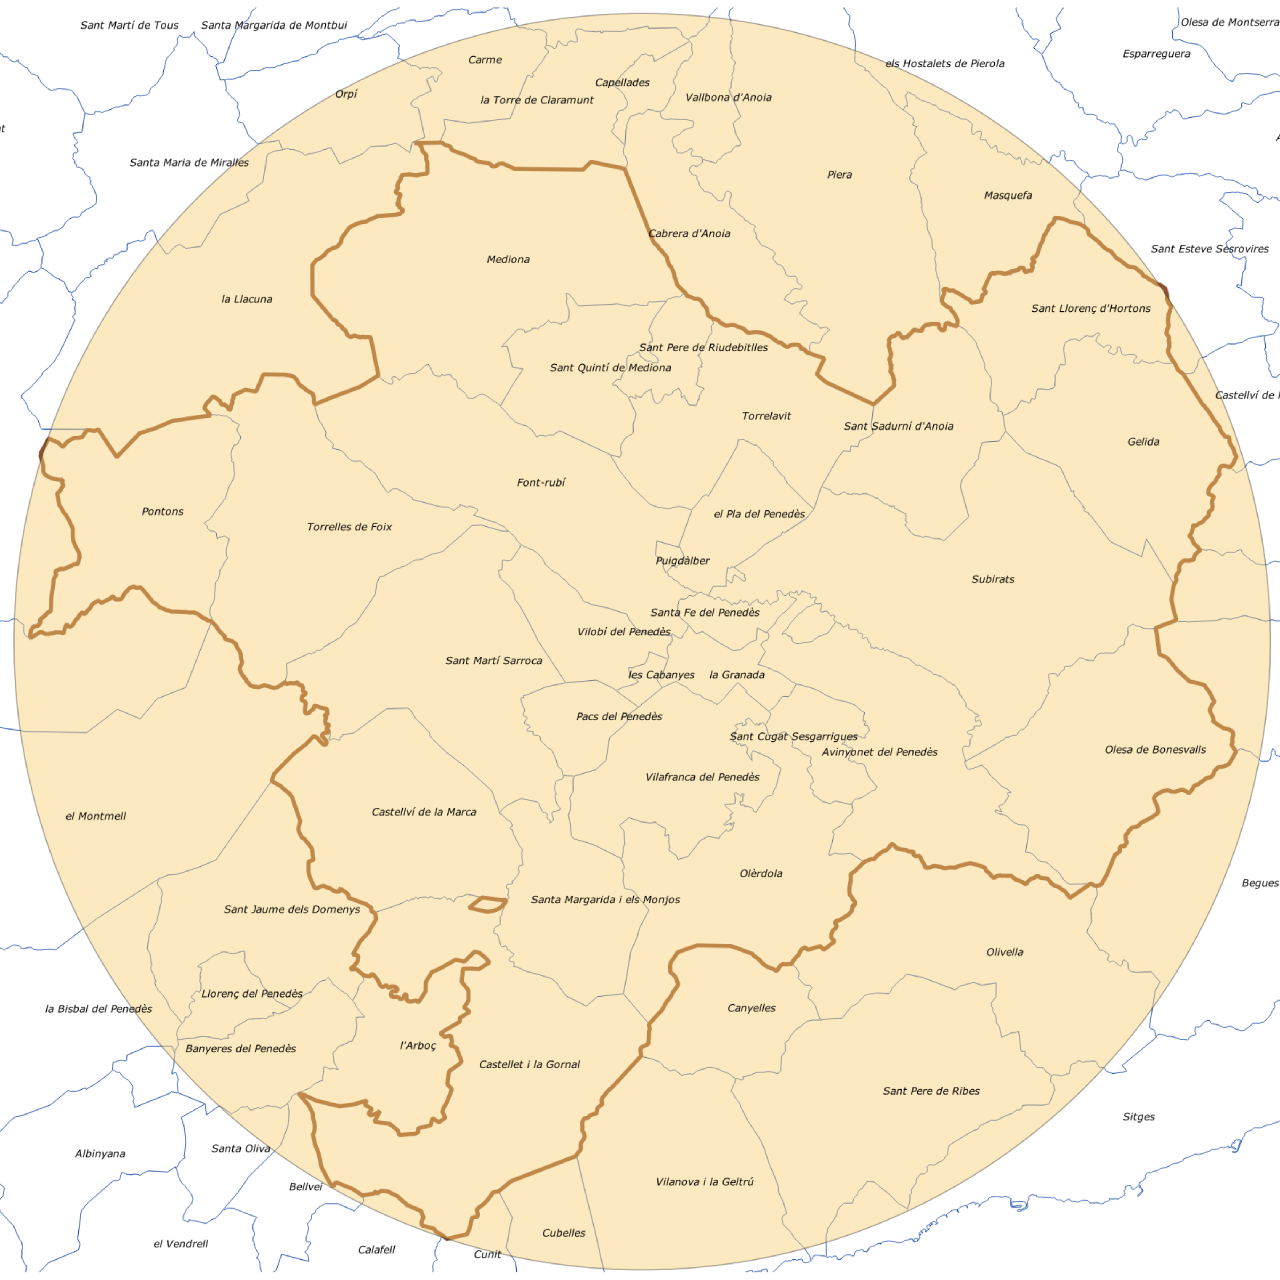 Sant Martí de Tous
Santa Margarida de Montbui
Olesa de Montserra
Esparreguera
Carme
els Hostalets de Pierola
Capellades
Orpí
la Torre de Claramunt
Vallbona d'Anoia
Santa Maria de Miralles
Piera
Masquefa
Cabrera d'Anoia
Sant Esteve Sesrovires
Mediona
la Llacuna
Sant Llorenç d'Hortons
Sant Pere de Riudebitlles
Sant Quintí de Mediona
Castellví de
Torrelavit
Sant Sadurní d'Anoia
Gelida
Font-rubí
Pontons
el Pla del Penedès
Torrelles de Foix
Puigdàlber
Subirats
Santa Fe del Penedès
Vilobí del Penedès
Sant Martí Sarroca
les Cabanyes
la Granada
Pacs del Penedès
Sant Cugat Sesgarrigues
Avinyonet del Penedès
Olesa de Bonesvalls
Vilafranca del Penedès
Castellví de la Marca
el Montmell
Olèrdola
Begues
Santa Margarida i els Monjos
Sant Jaume dels Domenys
Olivella
Llorenç del Penedès
la Bisbal del Penedès
Canyelles
l'Arboç
Banyeres del Penedès
Castellet i la Gornal
Sant Pere de Ribes
Sitges
Santa Oliva
Albinyana
Vilanova i la Geltrú
Bellvei
Cubelles
el Vendrell
Calafell
Cunit